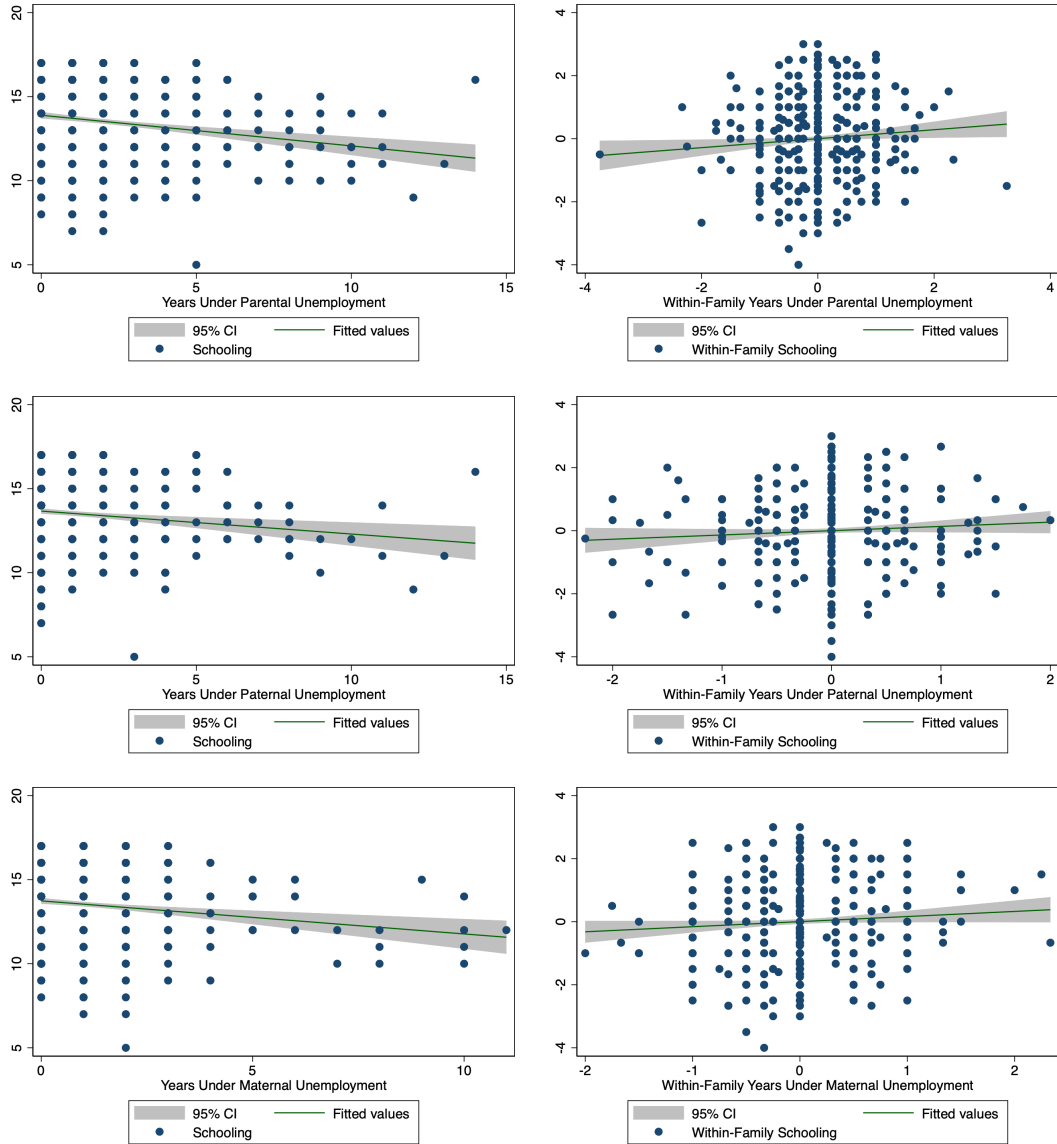 20
15
10
5
0 5 10 15
Years Under Parental Unemployment
95% CI Fitted values
Schooling
4
2
0
-2
-4
-4 -2 0 2 4
Within-Family Years Under Parental Unemployment
95% CI Fitted values
Within-Family Schooling
20
15
10
5
0 5 10 15
Years Under Paternal Unemployment
95% CI Fitted values
Schooling
4
2
0
-2
-4
-2 -1 0 1 2
Within-Family Years Under Paternal Unemployment
95% CI Fitted values
Within-Family Schooling
20
15
10
5
0 5 10
Years Under Maternal Unemployment
95% CI Fitted values
Schooling
4
2
0
-2
-4
-2 -1 0 1 2
Within-Family Years Under Maternal Unemployment
95% CI Fitted values
Within-Family Schooling